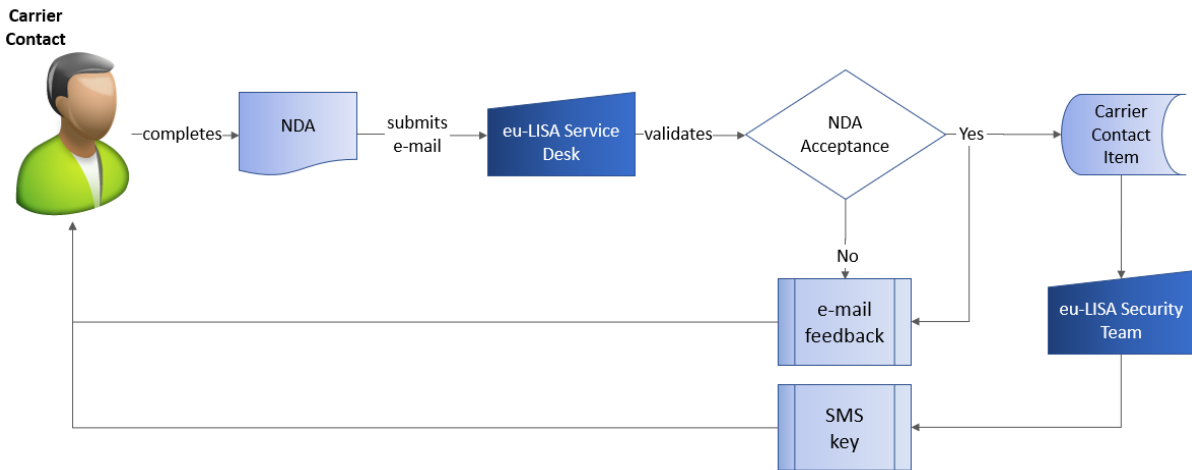 Carrier
Contact
completes
NDA
submits
e-mail
eu-LISA Service
Desk
validates
NDA
Acceptance
Yes
Carrier
Contact
Item
No
e-mail
feedback
eu-LISA Security
Team
SMS
key